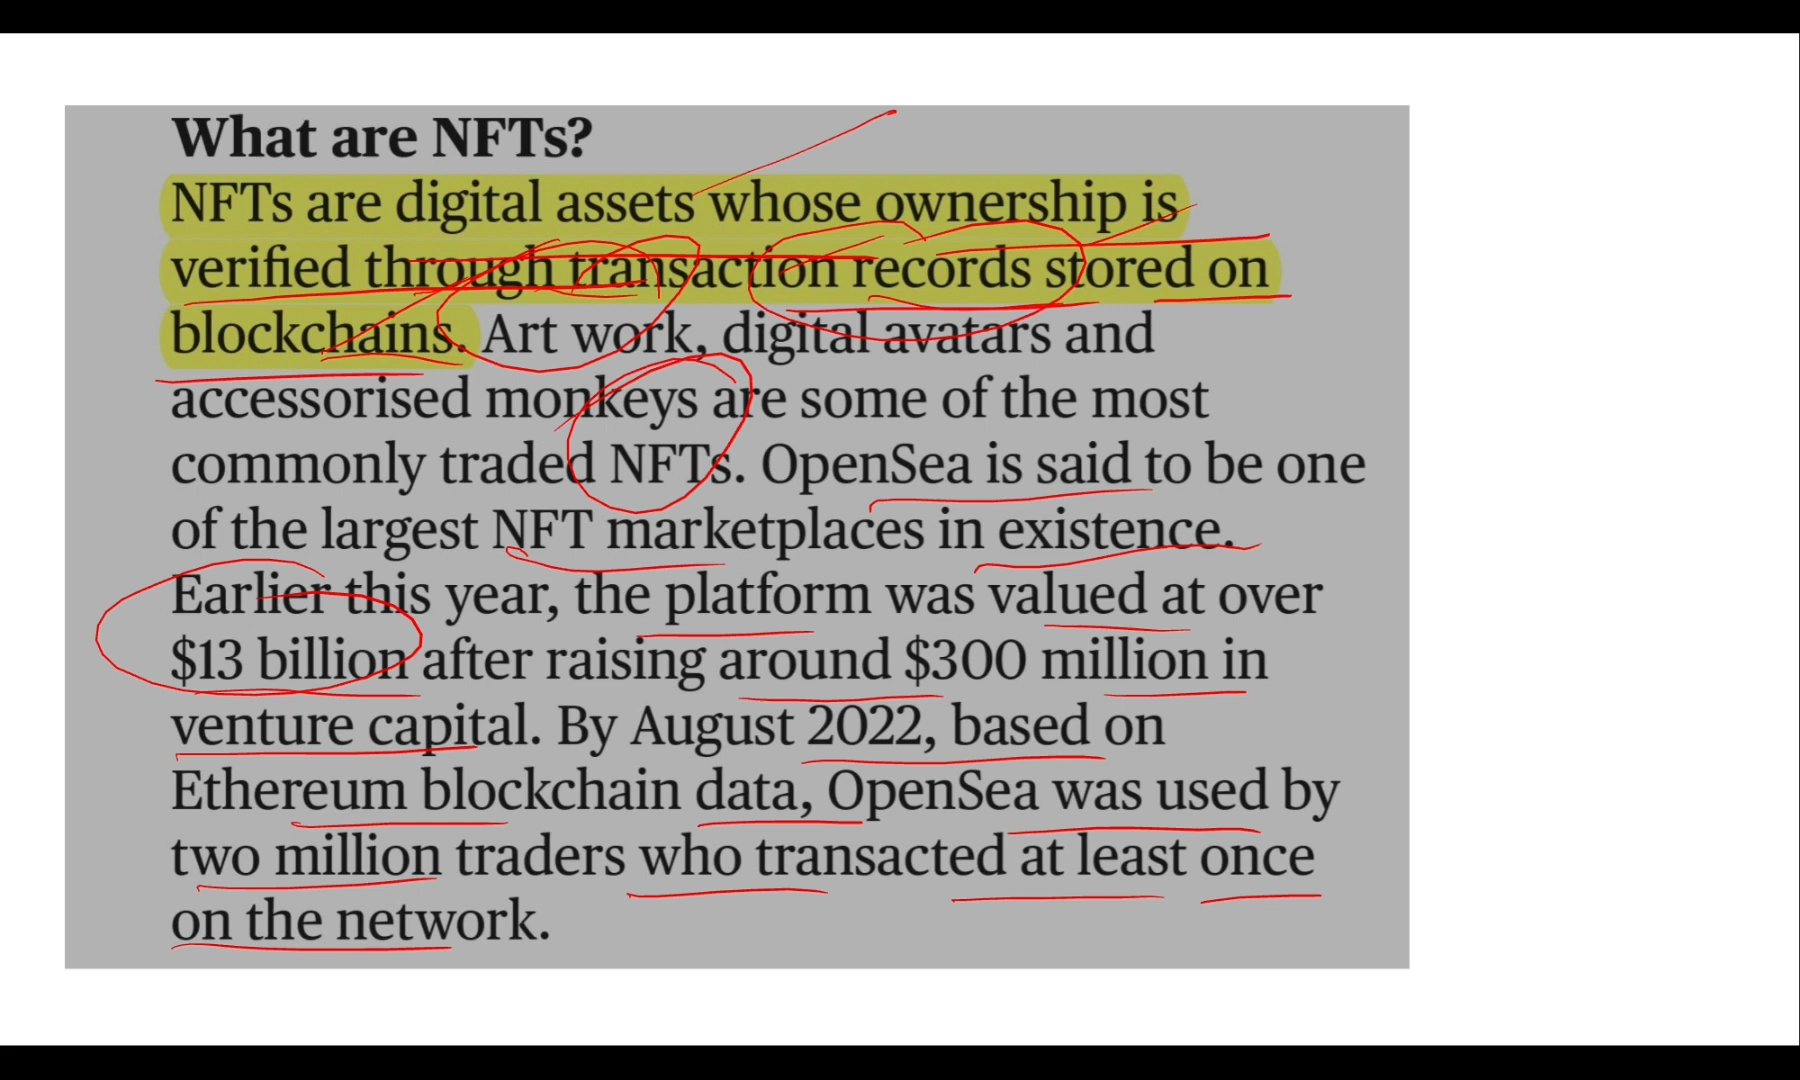 What are NFTs?
NFTs are digital assets whose ownership is
verified through transaction records stored on
blockchains. Art work, digital avatars and
accessorised monkeys are some of the most
commonly traded NFTs. OpenSea is said to be one
of the largest NFT marketplaces in existence.
Earlier this year, the platform was valued at over
$13 billion after raising around $300 million in
venture capital. By August 2022, based on
Ethereum blockchain data, OpenSea was used by
two million traders who transacted at least once
on the network.